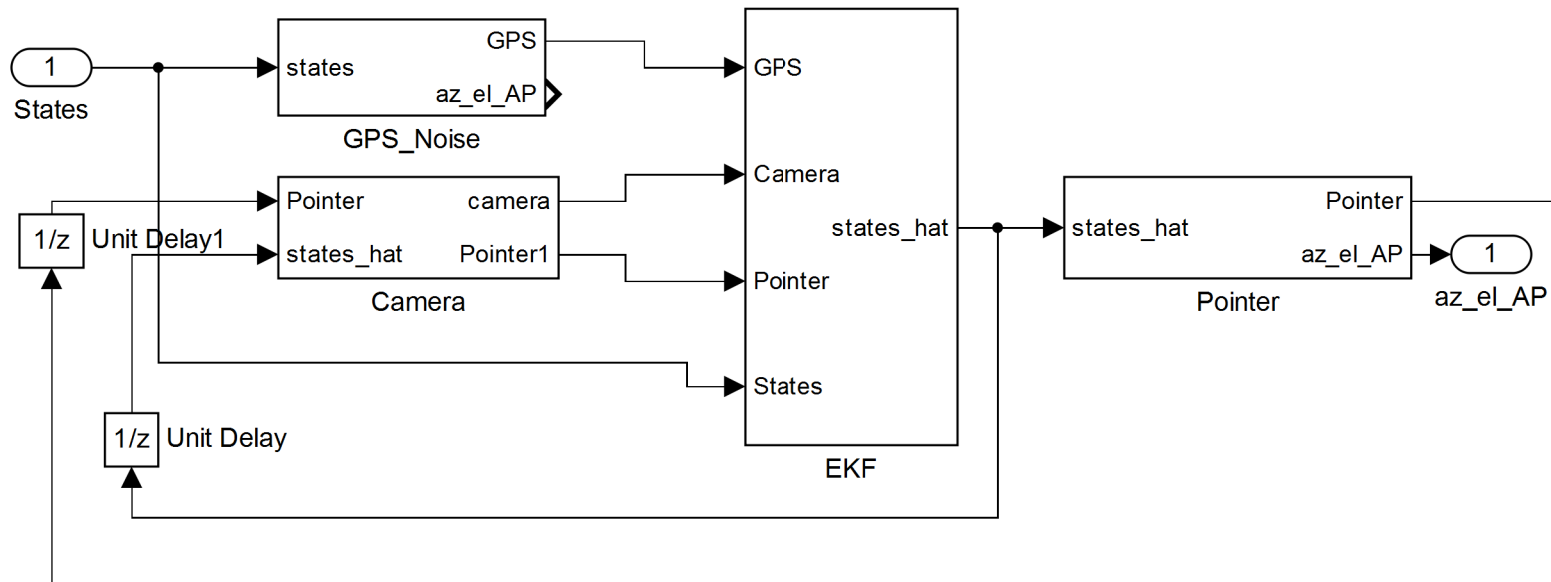 1
States
states
GPS
az_el_AP
GPS_Noise
Pointer
states_hat
camera
Pointer1
Camera
1/z
Unit Delay1
1/z
Unit Delay
GPS
Camera
Pointer
States
states_hat
EKF
states_hat
Pointer
az_el_AP
Pointer
1
az_el_AP